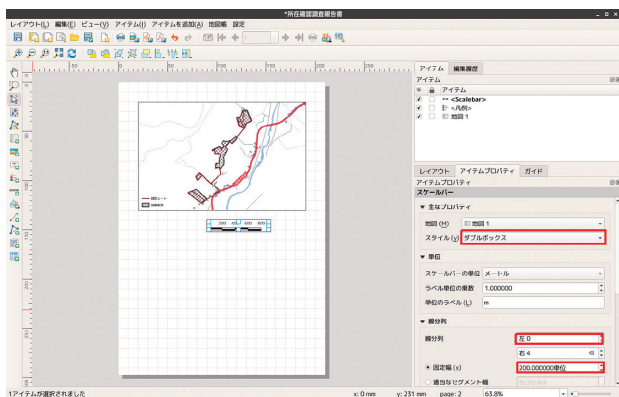 *所在確認調査報告書
レイアウト(L) 編集(E) ビュー(V) アイテム(I) アイテムを追加(A) 地図帳 設定
アイテム 編集履歴
アイテム
アイテム
<Scalebar>
<凡例>
地図 1
レイアウト アイテムプロパティ ガイド
アイテムプロパティ
スケールバー
▼ 主なプロパティ
地図 (M) 地図 1
スタイル (y) ダブルボックス
▼ 単位
スケールバーの単位 メートル
ラベル単位の乗数 1.000000
単位のラベル (L) m
▼ 線分列
線分列 左 0
右 4
固定幅 (x) 200.000000単位
適当なセグメント幅 50.00 mm
200 400 600 800
1アイテムが選択されました x: 0 mm y: 231 mm page: 2 63.8%